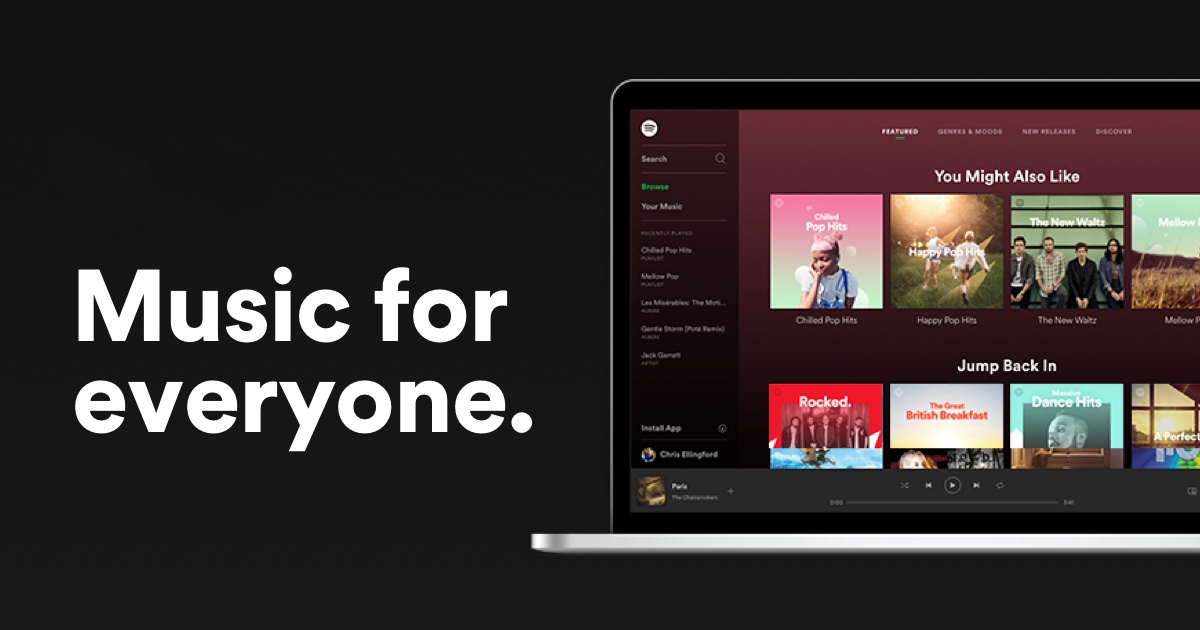 Music for
everyone.
Search
Browse
Your Music
RECENTLY PLAYED
Chilled Pop Hits
PLAYLIST
Mellow Pop
PLAYLIST
Les Misérables: The Moti...
ALBUM
Gentle Storm (Poté Remix)
ALBUM
Jack Garratt
ARTIST
Install App
Chris Ellingford
FEATURED
GENRES & MOODS
NEW RELEASES
DISCOVER
You Might Also Like
Chilled
Pop Hits
Happy Pop Hits
The New Waltz
Mellow
Chilled Pop Hits
Happy Pop Hits
The New Waltz
Mellow P
Jump Back In
Rocked.
The Great
British Breakfast
Massive
Dance Hits
A Perfect
Paris
The Chainsmokers
0:00
3:41